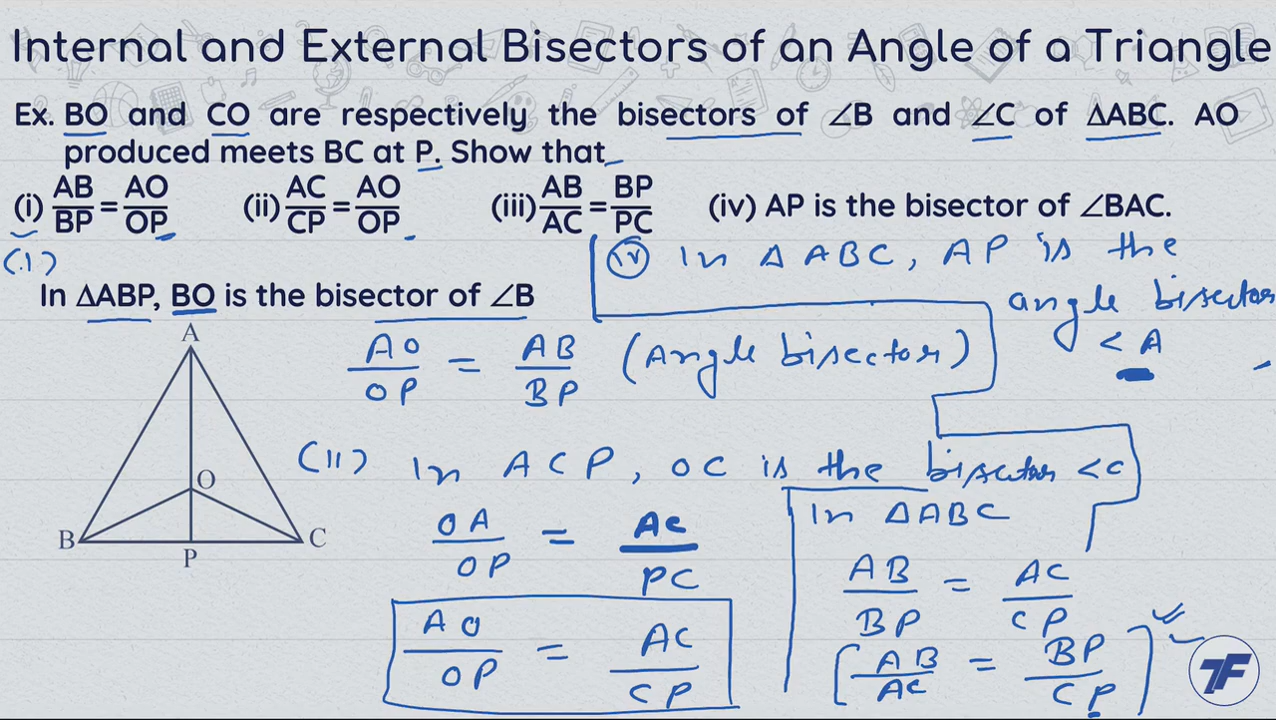 Internal and External Bisectors of an Angle of a Triangle
Ex. BO and CO are respectively the bisectors of ∠B and ∠C of ΔABC. AO
produced meets BC at P. Show that
(i) AB/BP = AO/OP (ii) AC/CP = AO/OP (iii) AB/AC = BP/PC (iv) AP is the bisector of ∠BAC.
(i)
In ΔABP, BO is the bisector of ∠B
AO/OP = AB/BP (Angle bisector)
(iv) In Δ ABC, AP is the
angle bisector
< A
A
O
B
P
C
(ii) In ACP, OC is the bisector <C
OA/OP = AC/PC
AO/OP = AC/CP
In ΔABC
AB/BP = AC/CP
[AB/AC = BP/CP]
TF